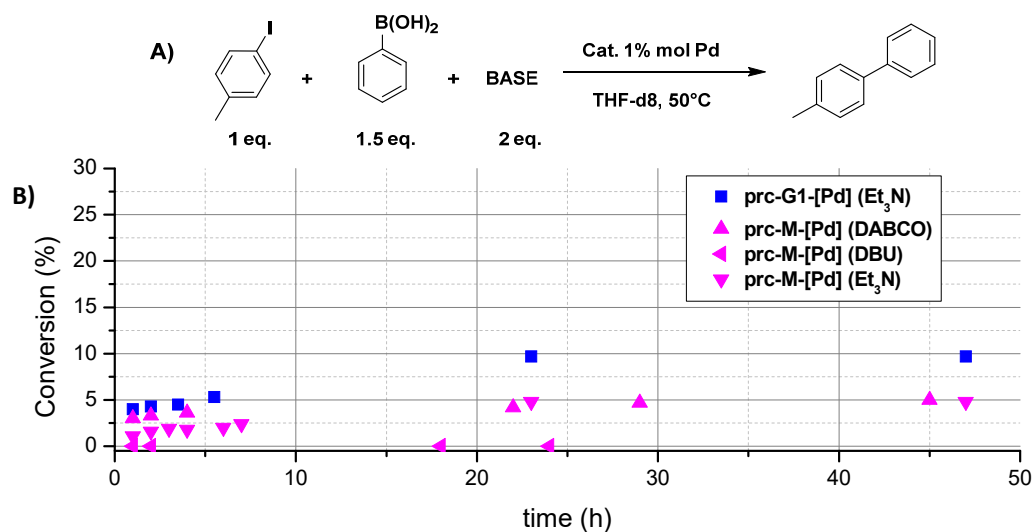 A)
I
B(OH)₂
+
+
BASE
Cat. 1% mol Pd
THF-d8, 50°C
1 eq.
1.5 eq.
2 eq.
B)
Conversion (%)
30
25
20
15
10
5
0
prc-G1-[Pd] (Et₃N)
prc-M-[Pd] (DABCO)
prc-M-[Pd] (DBU)
prc-M-[Pd] (Et₃N)
0 10 20 30 40 50
time (h)